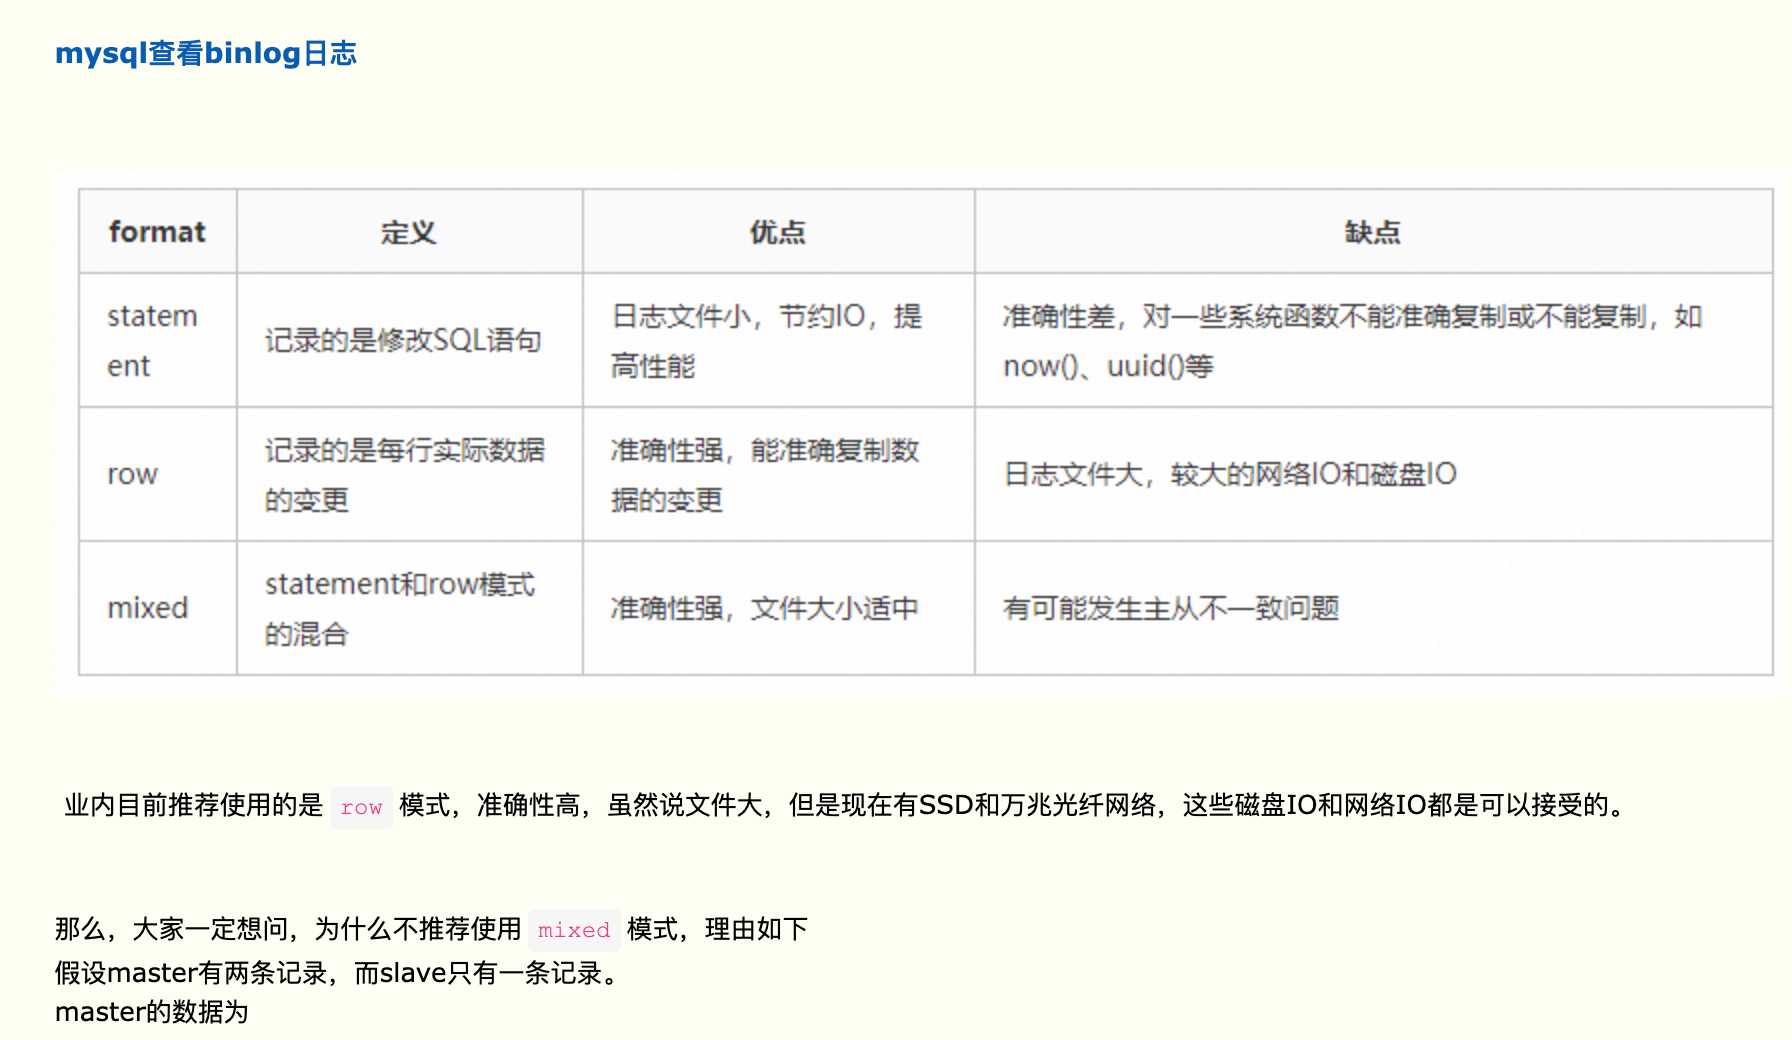 mysql查看binlog日志
format 定义 优点 缺点
statem
ent
记录的是修改SQL语句
日志文件小，节约IO，提
高性能
准确性差，对一些系统函数不能准确复制或不能复制，如
now()、uuid()等
row
记录的是每行实际数据
的变更
准确性强，能准确复制数
据的变更
日志文件大，较大的网络IO和磁盘IO
mixed
statement和row模式
的混合
准确性强，文件大小适中
有可能发生主从不一致问题
业内目前推荐使用的是 row 模式，准确性高，虽然说文件大，但是现在有SSD和万兆光纤网络，这些磁盘IO和网络IO都是可以接受的。
那么，大家一定想问，为什么不推荐使用 mixed 模式，理由如下
假设master有两条记录，而slave只有一条记录。
master的数据为